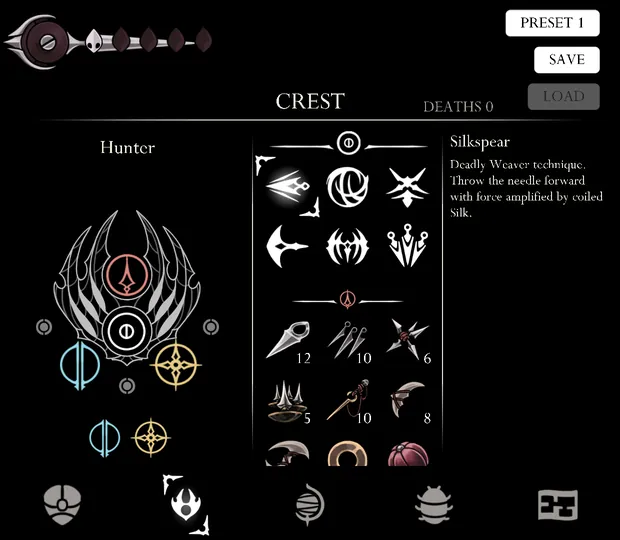 PRESET 1
SAVE
LOAD
CREST
DEATHS 0
Hunter
Silkspear
Deadly Weaver technique.
Throw the needle forward
with force amplified by coiled
Silk.
12
10
6
5
10
8